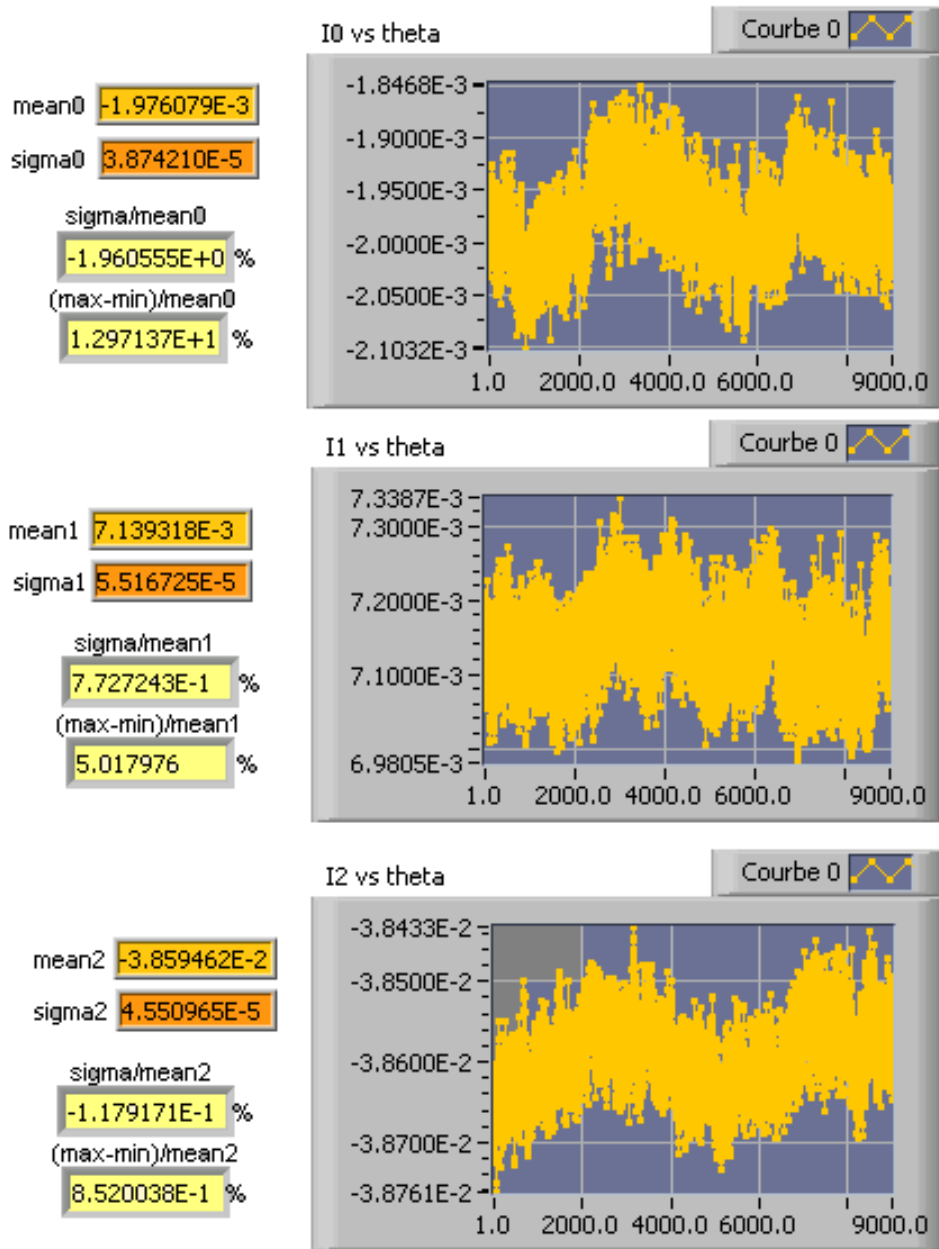 I0 vs theta
Courbe 0
mean0 -1.976079E-3
sigma0 3.874210E-5
sigma/mean0
-1.960555E+0 %
(max-min)/mean0
1.297137E+1 %
-1.8468E-3
-1.9000E-3
-1.9500E-3
-2.0000E-3
-2.0500E-3
-2.1032E-3
1.0 2000.0 4000.0 6000.0 9000.0
I1 vs theta
Courbe 0
mean1 7.139318E-3
sigma1 5.516725E-5
sigma/mean1
7.727243E-1 %
(max-min)/mean1
5.017976 %
7.3387E-3
7.3000E-3
7.2000E-3
7.1000E-3
6.9805E-3
1.0 2000.0 4000.0 6000.0 9000.0
I2 vs theta
Courbe 0
mean2 -3.859462E-2
sigma2 4.550965E-5
sigma/mean2
-1.179171E-1 %
(max-min)/mean2
8.520038E-1 %
-3.8433E-2
-3.8500E-2
-3.8600E-2
-3.8700E-2
-3.8761E-2
1.0 2000.0 4000.0 6000.0 9000.0